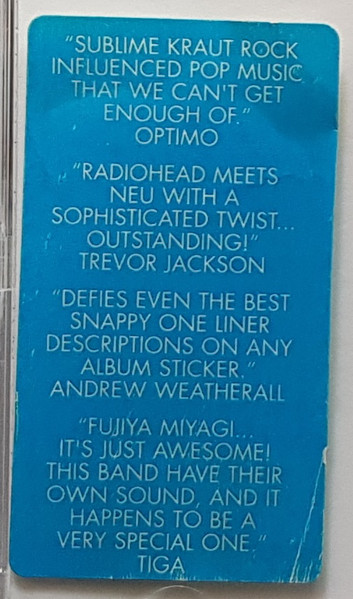 "SUBLIME KRAUT ROCK
INFLUENCED POP MUSIC
THAT WE CAN'T GET
ENOUGH OF."
OPTIMO
"RADIOHEAD MEETS
NEU WITH A
SOPHISTICATED TWIST...
OUTSTANDING!"
TREVOR JACKSON
"DEFIES EVEN THE BEST
SNAPPY ONE LINER
DESCRIPTIONS ON ANY
ALBUM STICKER."
ANDREW WEATHERALL
"FUJIYA MIYAGI...
IT'S JUST AWESOME!
THIS BAND HAVE THEIR
OWN SOUND, AND IT
HAPPENS TO BE A
VERY SPECIAL ONE."
TIGA